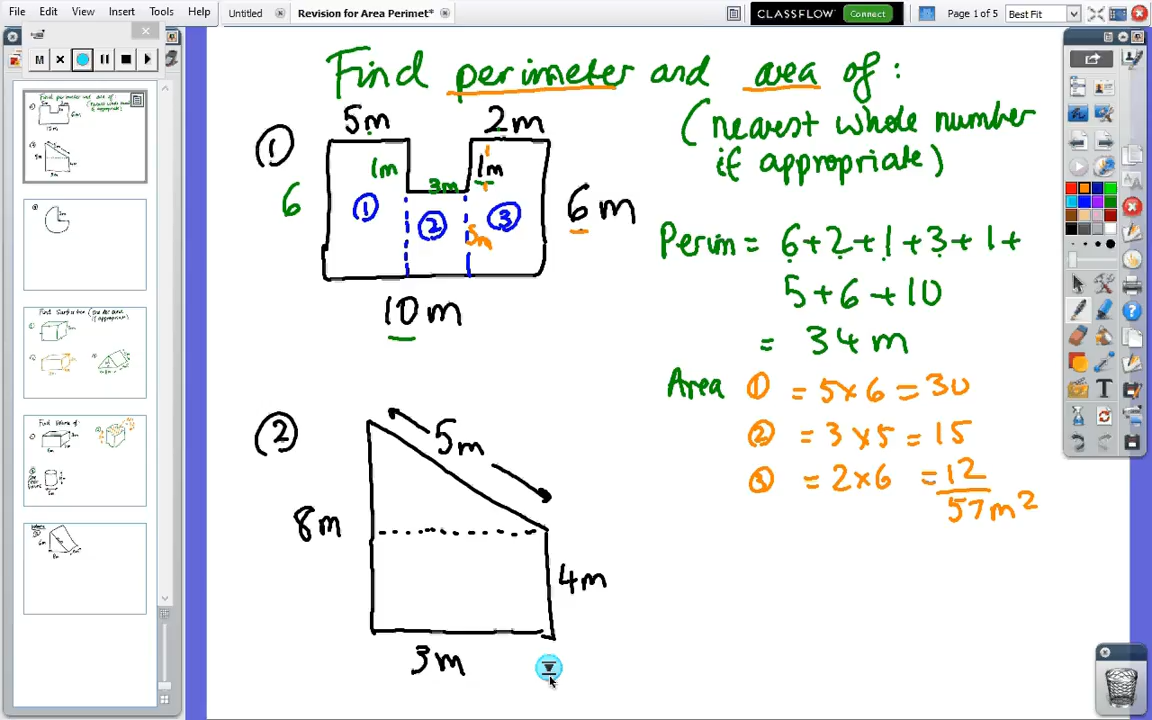 File Edit View Insert Tools Help
Untitled
Revision for Area Perimet*
CLASSFLOW Connect
Page 1 of 5
Best Fit
Find perimeter and area of :
(nearest whole number
if appropriate)
①
5m
2m
1m
1m
3m
6
①
②
③
5m
6m
10m
Perim = 6+2+1+3+1+
5+6+10
= 34m
Area ① = 5×6 = 30
② = 3×5 = 15
③ = 2×6 = 12
57m²
②
5m
8m
4m
3m